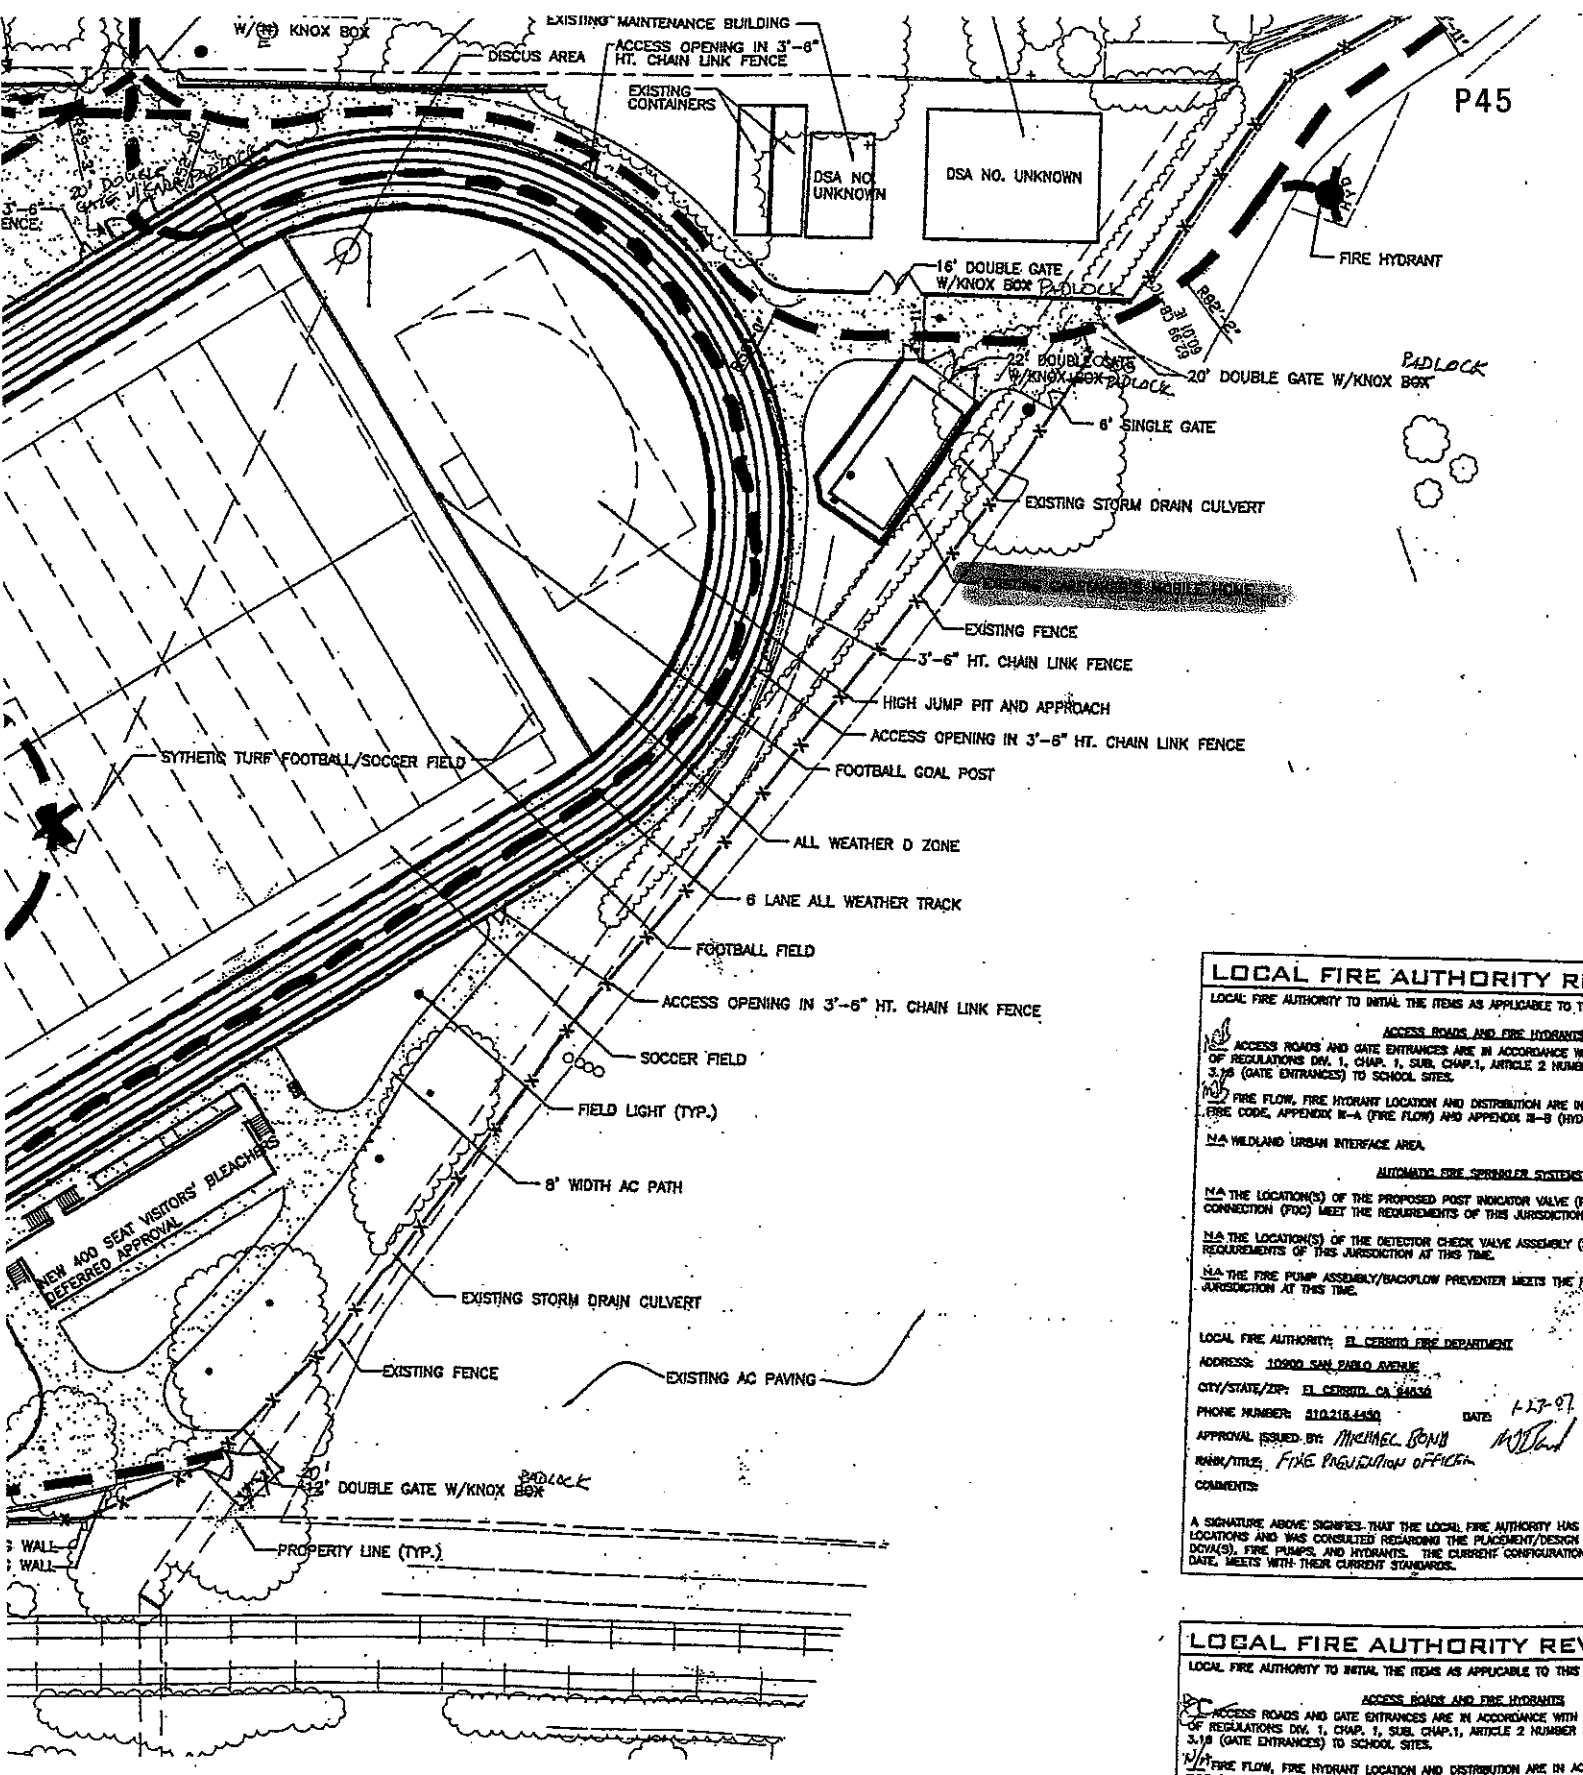 W/(N) KNOX BOX
EXISTING MAINTENANCE BUILDING
DISCUS AREA
ACCESS OPENING IN 3'-6"
HT. CHAIN LINK FENCE
EXISTING
CONTAINERS
P45
20' DOUBLE
GATE W/KNOX PADLOCK
3'-6"
ENCE.
DSA NO.
UNKNOWN
DSA NO. UNKNOWN
FIRE HYDRANT
16' DOUBLE GATE
W/KNOX BOX PADLOCK
R92'-2"
22' DOUBLE GATE
W/KNOX BOX PADLOCK
PADLOCK
20' DOUBLE GATE W/KNOX BOX
6' SINGLE GATE
EXISTING STORM DRAIN CULVERT
EXISTING CARETAKER'S MOBILE HOME
EXISTING FENCE
3'-6" HT. CHAIN LINK FENCE
HIGH JUMP PIT AND APPROACH
ACCESS OPENING IN 3'-6" HT. CHAIN LINK FENCE
SYTHETIC TURF FOOTBALL/SOCCER FIELD
FOOTBALL GOAL POST
ALL WEATHER D ZONE
6 LANE ALL WEATHER TRACK
FOOTBALL FIELD
ACCESS OPENING IN 3'-6" HT. CHAIN LINK FENCE
SOCCER FIELD
FIELD LIGHT (TYP.)
8' WIDTH AC PATH
NEW 400 SEAT VISITORS' BLEACHERS
DEFERRED APPROVAL
EXISTING STORM DRAIN CULVERT
EXISTING FENCE
EXISTING AC PAVING
12' DOUBLE GATE W/KNOX BOX PADLOCK
PROPERTY LINE (TYP.)
WALL
WALL
LOCAL FIRE AUTHORITY RE
LOCAL FIRE AUTHORITY TO INITIAL THE ITEMS AS APPLICABLE TO T
ACCESS ROADS AND FIRE HYDRANTS
ACCESS ROADS AND GATE ENTRANCES ARE IN ACCORDANCE W
OF REGULATIONS DIV. 1, CHAP. 1, SUB. CHAP.1, ARTICLE 2 NUMBE
3.16 (GATE ENTRANCES) TO SCHOOL SITES.
FIRE FLOW, FIRE HYDRANT LOCATION AND DISTRIBUTION ARE IN
FIRE CODE, APPENDIX III-A (FIRE FLOW) AND APPENDIX III-B (HYD
NA WILDLAND URBAN INTERFACE AREA.
AUTOMATIC FIRE SPRINKLER SYSTEMS
NA THE LOCATION(S) OF THE PROPOSED POST INDICATOR VALVE (P
CONNECTION (FDC) MEET THE REQUIREMENTS OF THIS JURISDICTION
NA THE LOCATION(S) OF THE DETECTOR CHECK VALVE ASSEMBLY (
REQUIREMENTS OF THIS JURISDICTION AT THIS TIME.
NA THE FIRE PUMP ASSEMBLY/BACKFLOW PREVENTER MEETS THE
JURISDICTION AT THIS TIME.
LOCAL FIRE AUTHORITY: EL CERRITO FIRE DEPARTMENT
ADDRESS: 10900 SAN PABLO AVENUE
CITY/STATE/ZIP: EL CERRITO, CA 94530
PHONE NUMBER: 510.215.4450 DATE: 1-23-07
APPROVAL ISSUED BY: MICHAEL BOND
RANK/TITLE: FIRE PREVENTION OFFICER
COMMENTS:
A SIGNATURE ABOVE SIGNIFIES THAT THE LOCAL FIRE AUTHORITY HAS
LOCATIONS AND WAS CONSULTED REGARDING THE PLACEMENT/DESIGN
DCVA(S), FIRE PUMPS, AND HYDRANTS. THE CURRENT CONFIGURATION
DATE, MEETS WITH THEIR CURRENT STANDARDS.
LOCAL FIRE AUTHORITY REV
LOCAL FIRE AUTHORITY TO INITIAL THE ITEMS AS APPLICABLE TO THIS
ACCESS ROADS AND FIRE HYDRANTS
ACCESS ROADS AND GATE ENTRANCES ARE IN ACCORDANCE WITH
OF REGULATIONS DIV. 1, CHAP. 1, SUB. CHAP.1, ARTICLE 2 NUMBER
3.16 (GATE ENTRANCES) TO SCHOOL SITES.
N/A FIRE FLOW, FIRE HYDRANT LOCATION AND DISTRIBUTION ARE IN AC